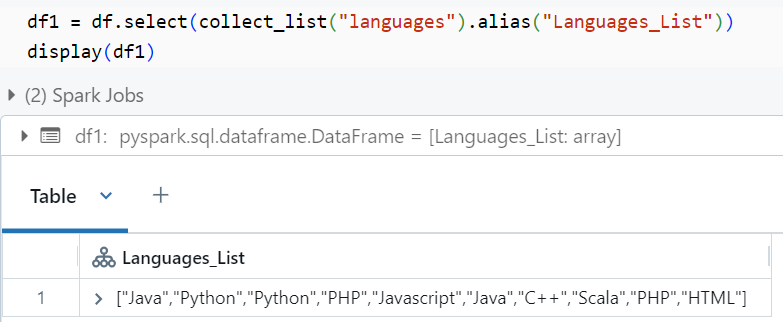 df1 = df.select(collect_list("languages").alias("Languages_List"))
display(df1)
(2) Spark Jobs
df1: pyspark.sql.dataframe.DataFrame = [Languages_List: array]
Table
Languages_List
1 ["Java","Python","Python","PHP","Javascript","Java","C++","Scala","PHP","HTML"]